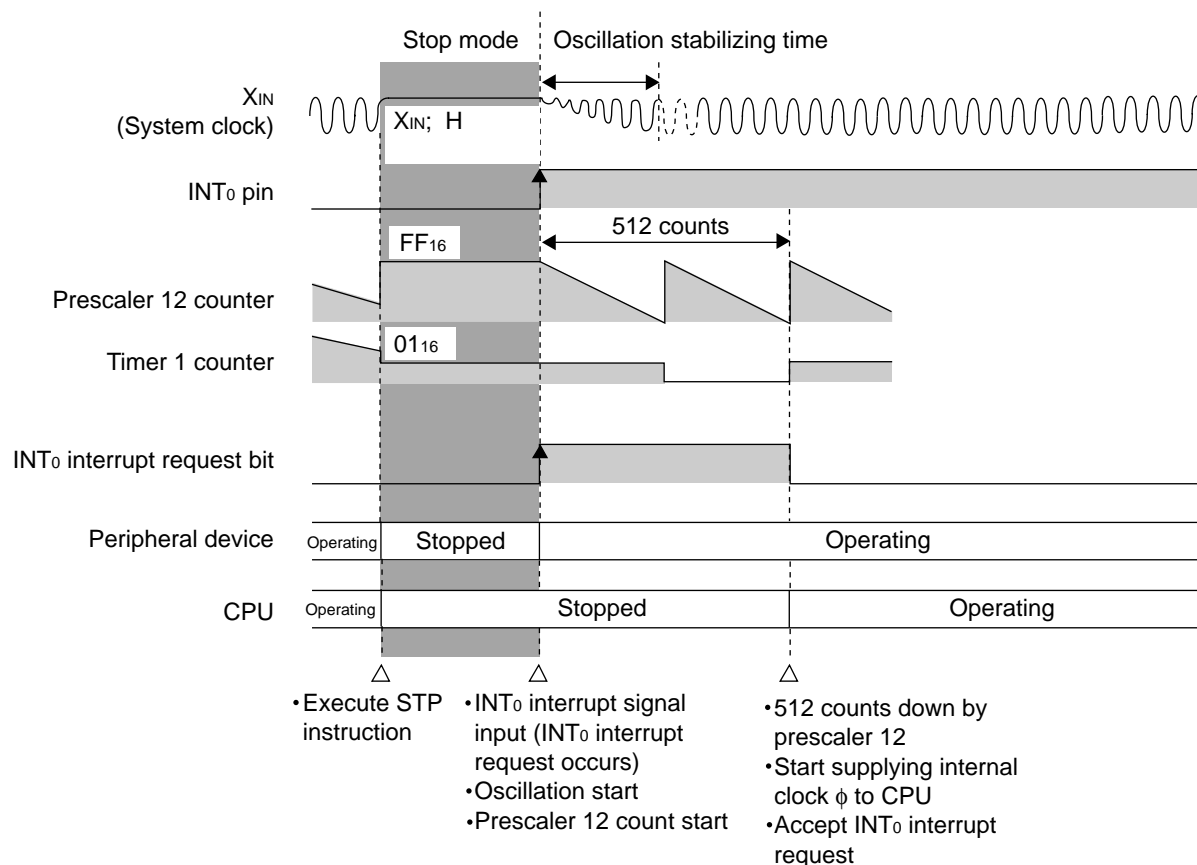 Stop mode
Oscillation stabilizing time
XIN
(System clock)
XIN; H
INT0 pin
512 counts
FF16
Prescaler 12 counter
0116
Timer 1 counter
INT0 interrupt request bit
Peripheral device
Operating
Stopped
Operating
CPU
Operating
Stopped
Operating
•Execute STP
instruction
•INT0 interrupt signal
input (INT0 interrupt
request occurs)
•Oscillation start
•Prescaler 12 count start
•512 counts down by
prescaler 12
•Start supplying internal
clock ϕ to CPU
•Accept INT0 interrupt
request